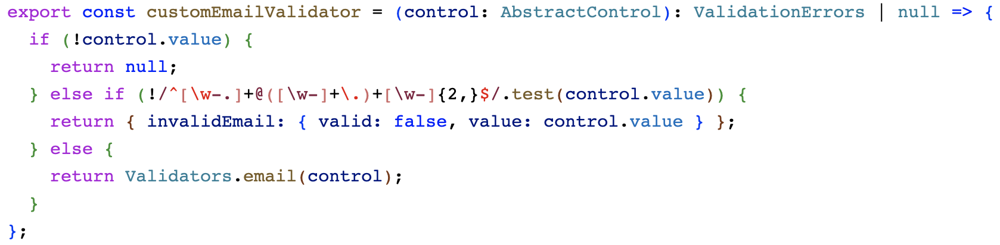 export const customEmailValidator = (control: AbstractControl): ValidationErrors | null => {
  if (!control.value) {
    return null;
  } else if (!/^[\w-.]+@([\w-]+\.)+[\w-]{2,}$/.test(control.value)) {
    return { invalidEmail: { valid: false, value: control.value } };
  } else {
    return Validators.email(control);
  }
};